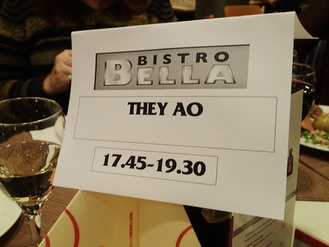 BISTRO
BELLA
THEY AO
17.45-19.30